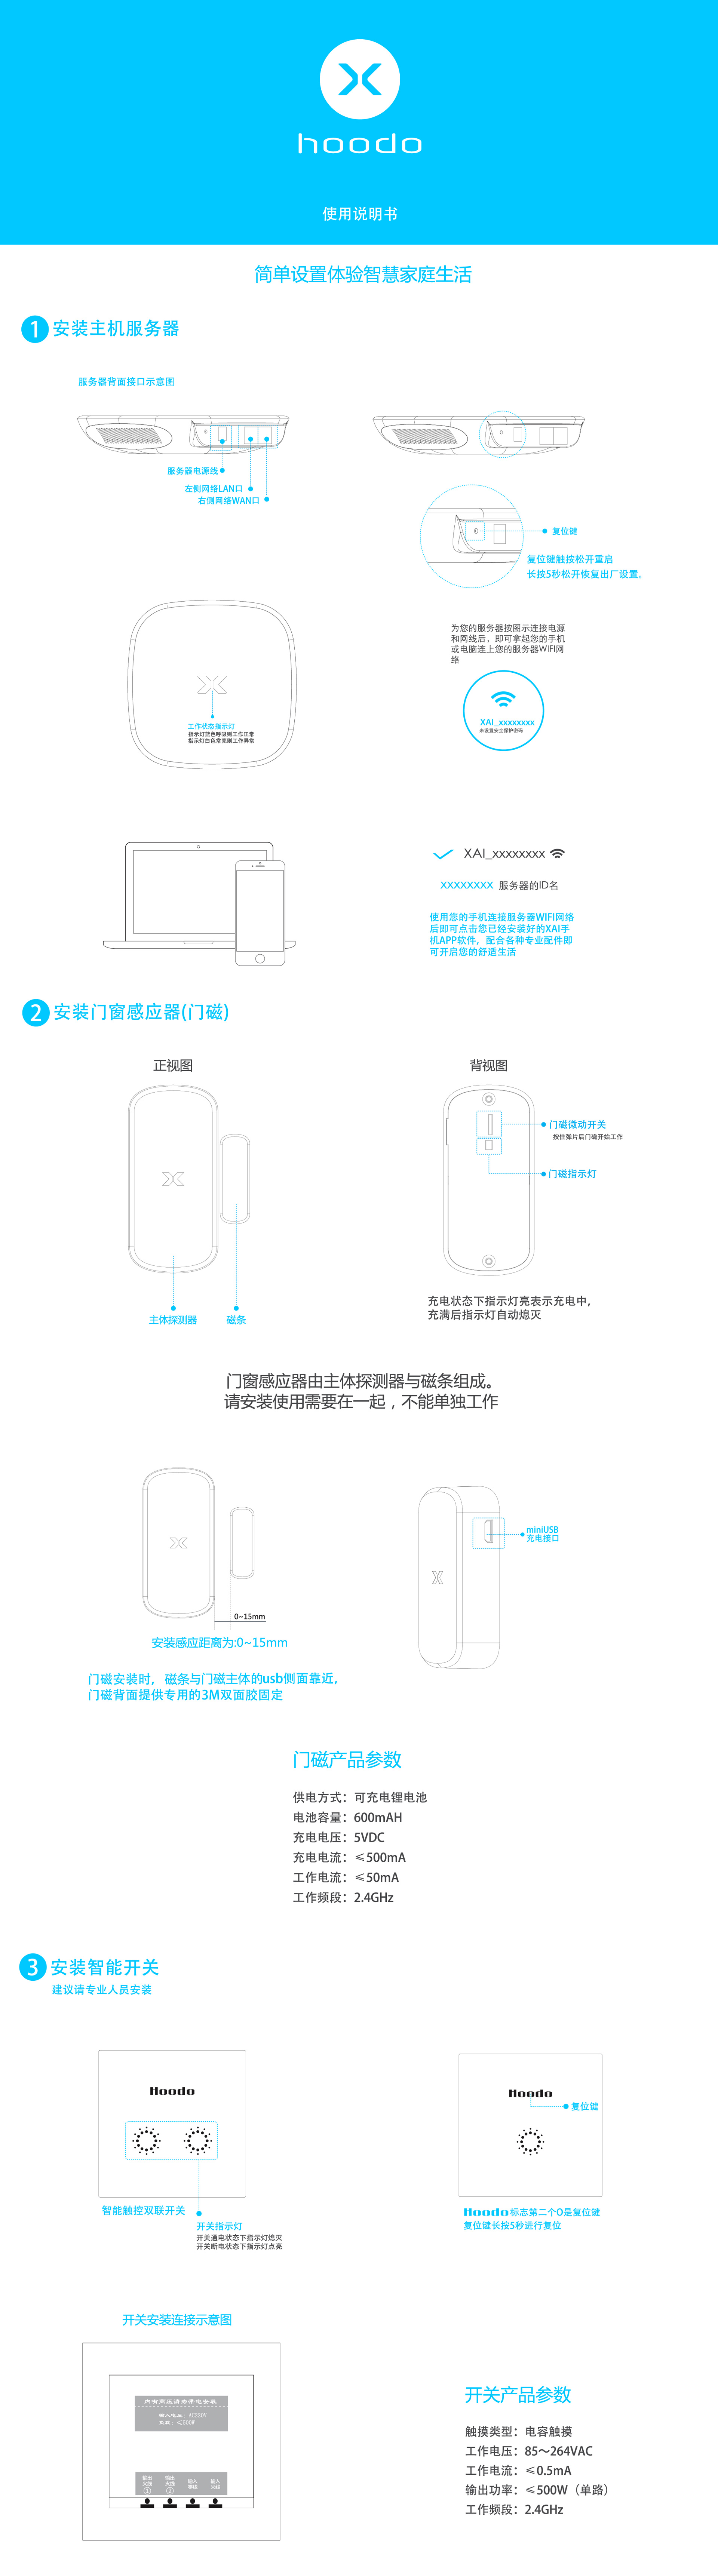 hoodo
使用说明书
简单设置体验智慧家庭生活
1 安装主机服务器
服务器背面接口示意图
服务器电源线
左侧网络LAN口
右侧网络WAN口
复位键
复位键触按松开重启
长按5秒松开恢复出厂设置。
工作状态指示灯
指示灯蓝色呼吸则工作正常
指示灯白色常亮则工作异常
为您的服务器按图示连接电源
和网线后，即可拿起您的手机
或电脑连上您的服务器WIFI网
络
XAI_xxxxxxxx
未设置安全保护密码
XAI_xxxxxxxx
XXXXXXXX 服务器的ID名
使用您的手机连接服务器WIFI网络
后即可点击您已经安装好的XAI手
机APP软件，配合各种专业配件即
可开启您的舒适生活
2 安装门窗感应器(门磁)
正视图
背视图
门磁微动开关
按住弹片后门磁开始工作
门磁指示灯
主体探测器
磁条
充电状态下指示灯亮表示充电中，
充满后指示灯自动熄灭
门窗感应器由主体探测器与磁条组成。
请安装使用需要在一起，不能单独工作
miniUSB
充电接口
0~15mm
安装感应距离为:0~15mm
门磁安装时，磁条与门磁主体的usb侧面靠近，
门磁背面提供专用的3M双面胶固定
门磁产品参数
供电方式：可充电锂电池
电池容量：600mAH
充电电压：5VDC
充电电流：≤500mA
工作电流：≤50mA
工作频段：2.4GHz
3 安装智能开关
建议请专业人员安装
Hoodo
Hoodo
复位键
智能触控双联开关
开关指示灯
开关通电状态下指示灯熄灭
开关断电状态下指示灯点亮
Hoodo标志第二个O是复位键
复位键长按5秒进行复位
开关安装连接示意图
内有高压请勿带电安装
输入电压：AC220V
负载：<500W
输出火线① 输出火线② 输入零线 输入火线
开关产品参数
触摸类型：电容触摸
工作电压：85～264VAC
工作电流：≤0.5mA
输出功率：≤500W（单路）
工作频段：2.4GHz